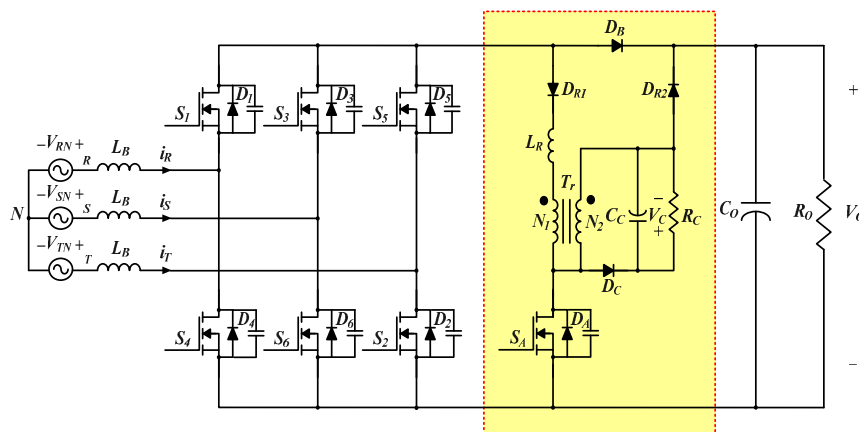 D_B
D_1
D_3
D_5
D_R1
D_R2
S_1
S_3
S_5
L_R
–V_RN +
R
L_B
i_R
T_r
–V_SN +
N
S
L_B
i_S
N_1
N_2
C_C
–
V_C
+
R_C
C_O
R_O
+
–V_TN +
T
L_B
i_T
D_C
D_4
D_6
D_2
D_A
S_4
S_6
S_2
S_A
–